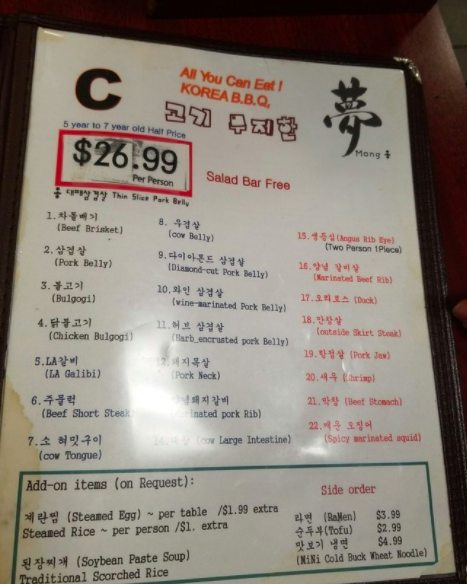 C
All You Can Eat !
KOREA B.B.Q,
고기 무지한
夢
Mong 몽
5 year to 7 year old Half Price
$26.99
Per Person
Salad Bar Free
몽 대패삼겹살 Thin Slice Pork Belly
1.차돌배기
(Beef Brisket)
2.삼겹살
(Pork Belly)
3.불고기
(Bulgogi)
4.닭불고기
(Chicken Bulgogi)
5.LA갈비
(LA Galibi)
6.주물럭
(Beef Short Steak
7.소 혀밋구이
(cow Tongue)
8. 우겹살
(cow Belly)
9.다이아몬드 삼겹살
(Diamond-cut Pork Belly)
10.와인 삼겹살
(wine-marinated Pork Belly)
11.허브 삼겹살
(Harb_encrusted pork Belly)
12.돼지목살
(Pork Neck)
돼지갈비
(Marinated pork Rib)
(cow Large Intestine)
15.생등심(Angus Rib Eye)
(Two Person 1Piece)
16.양념 갈비살
(Marinated Beef Rib)
17.오리로스 (Duck)
18.안창살
(outside Skirt Steak)
19.항정살 (Pork Jaw)
20.새우 (Shrimp)
21.막창 (Beef Stomach)
22.매운 오징어
(Spicy marinated squid)
Add-on items (on Request):
계란찜 (Steamed Egg) ~ per table /$1.99 extra
Steamed Rice ~ per person /$1. extra
된장찌개 (Soybean Paste Soup)
Traditional Scorched Rice
Side order
라면 (RaMen) $3.99
순두부(Tofu) $2.99
맛보기 냉면 $4.99
(MiNi Cold Buck Wheat Noodle)